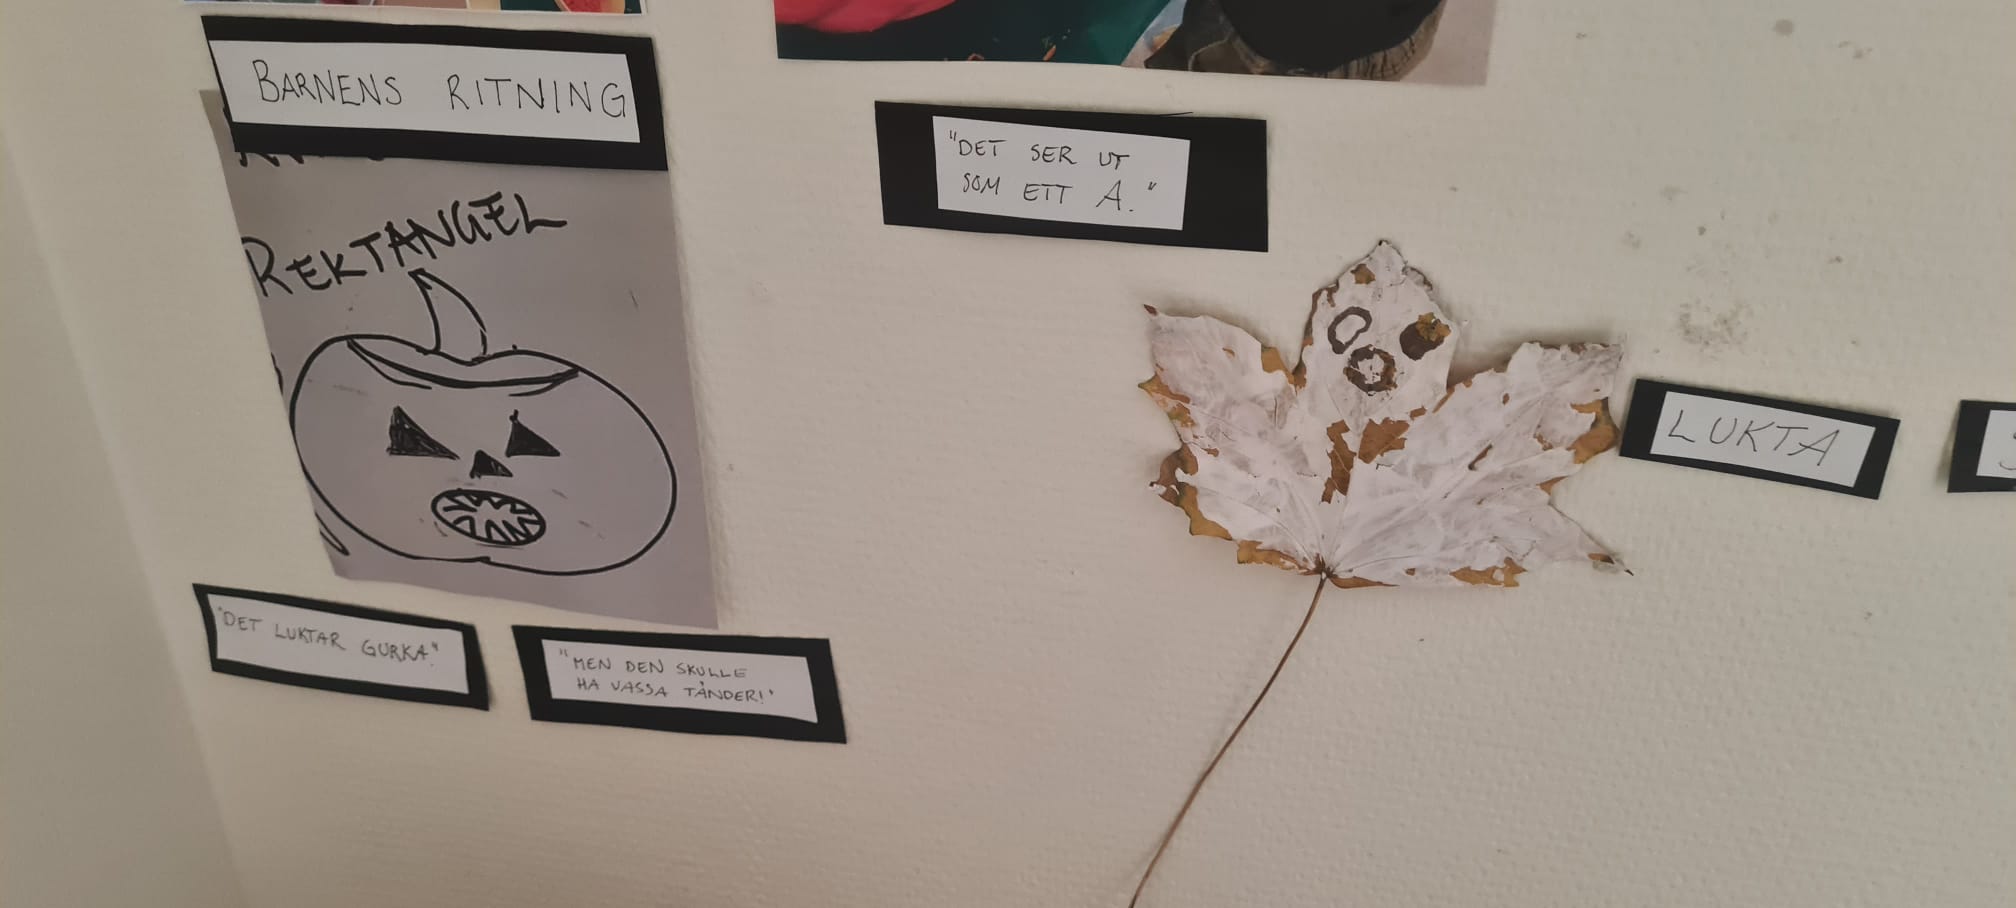 BARNENS RITNING
REKTANGEL
"DET LUKTAR GURKA."
"MEN DEN SKULLE
HA VASSA TÄNDER!"
"DET SER UT
SOM ETT A."
LUKTA